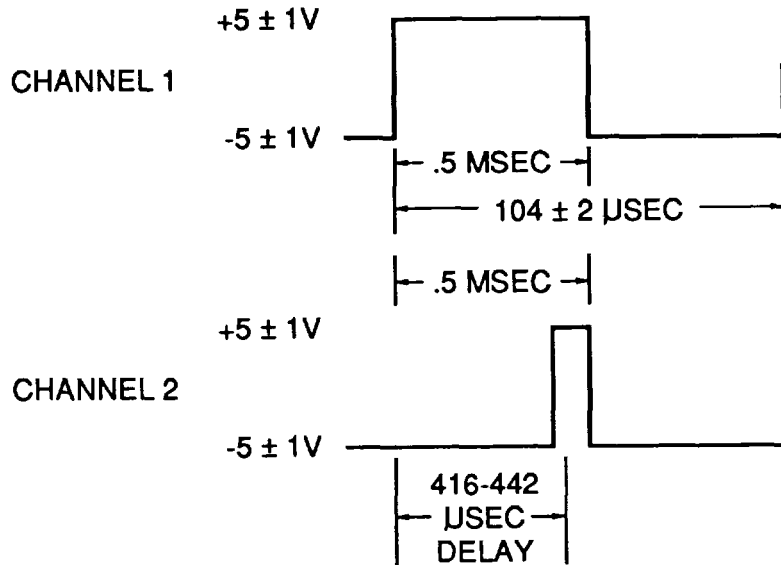 +5 ± 1V
CHANNEL 1
-5 ± 1V
.5 MSEC
104 ± 2 µSEC
.5 MSEC
+5 ± 1V
CHANNEL 2
-5 ± 1V
416-442
µSEC
DELAY